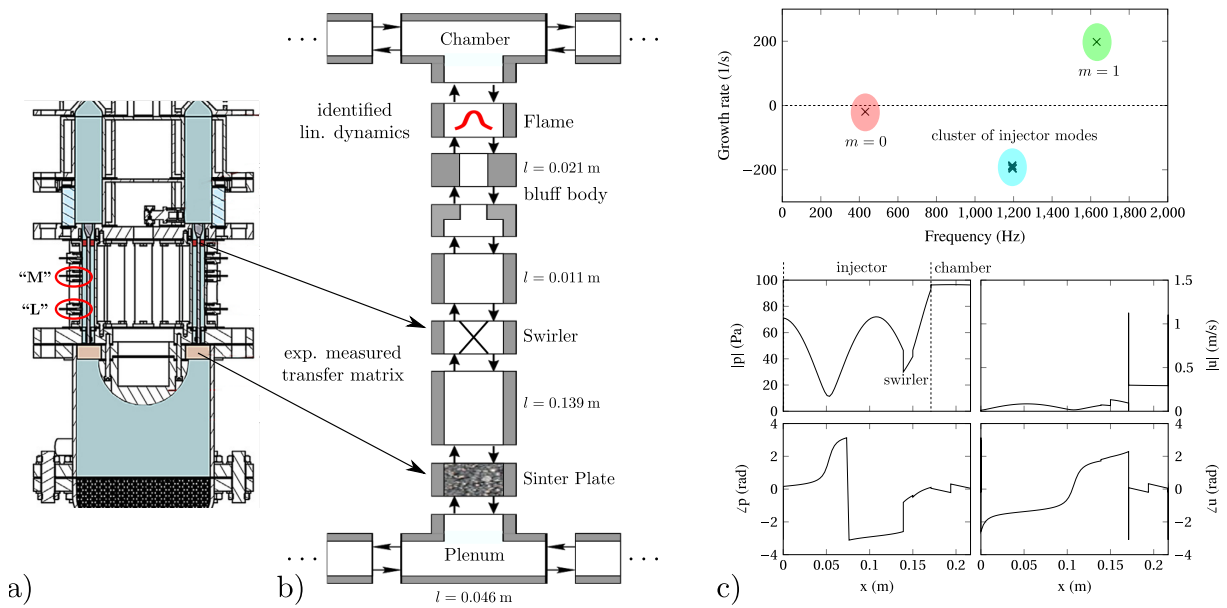 “M”
“L”
a)
· · ·
Chamber
· · ·
identified
lin. dynamics
Flame
l = 0.021 m
bluff body
l = 0.011 m
Swirler
exp. measured
transfer matrix
l = 0.139 m
Sinter Plate
· · ·
Plenum
· · ·
l = 0.046 m
b)
Growth rate (1/s)
200
0
−200
m = 0
m = 1
cluster of injector modes
0 200 400 600 800 1,000 1,200 1,400 1,600 1,800 2,000
Frequency (Hz)
injector
chamber
|p| (Pa)
100
80
60
40
20
0
swirler
1.5
1
0.5
0
|u| (m/s)
∠p (rad)
4
2
0
−2
−4
4
2
0
−2
−4
∠u (rad)
0 0.05 0.1 0.15 0.2
0 0.05 0.1 0.15 0.2
x (m)
x (m)
c)